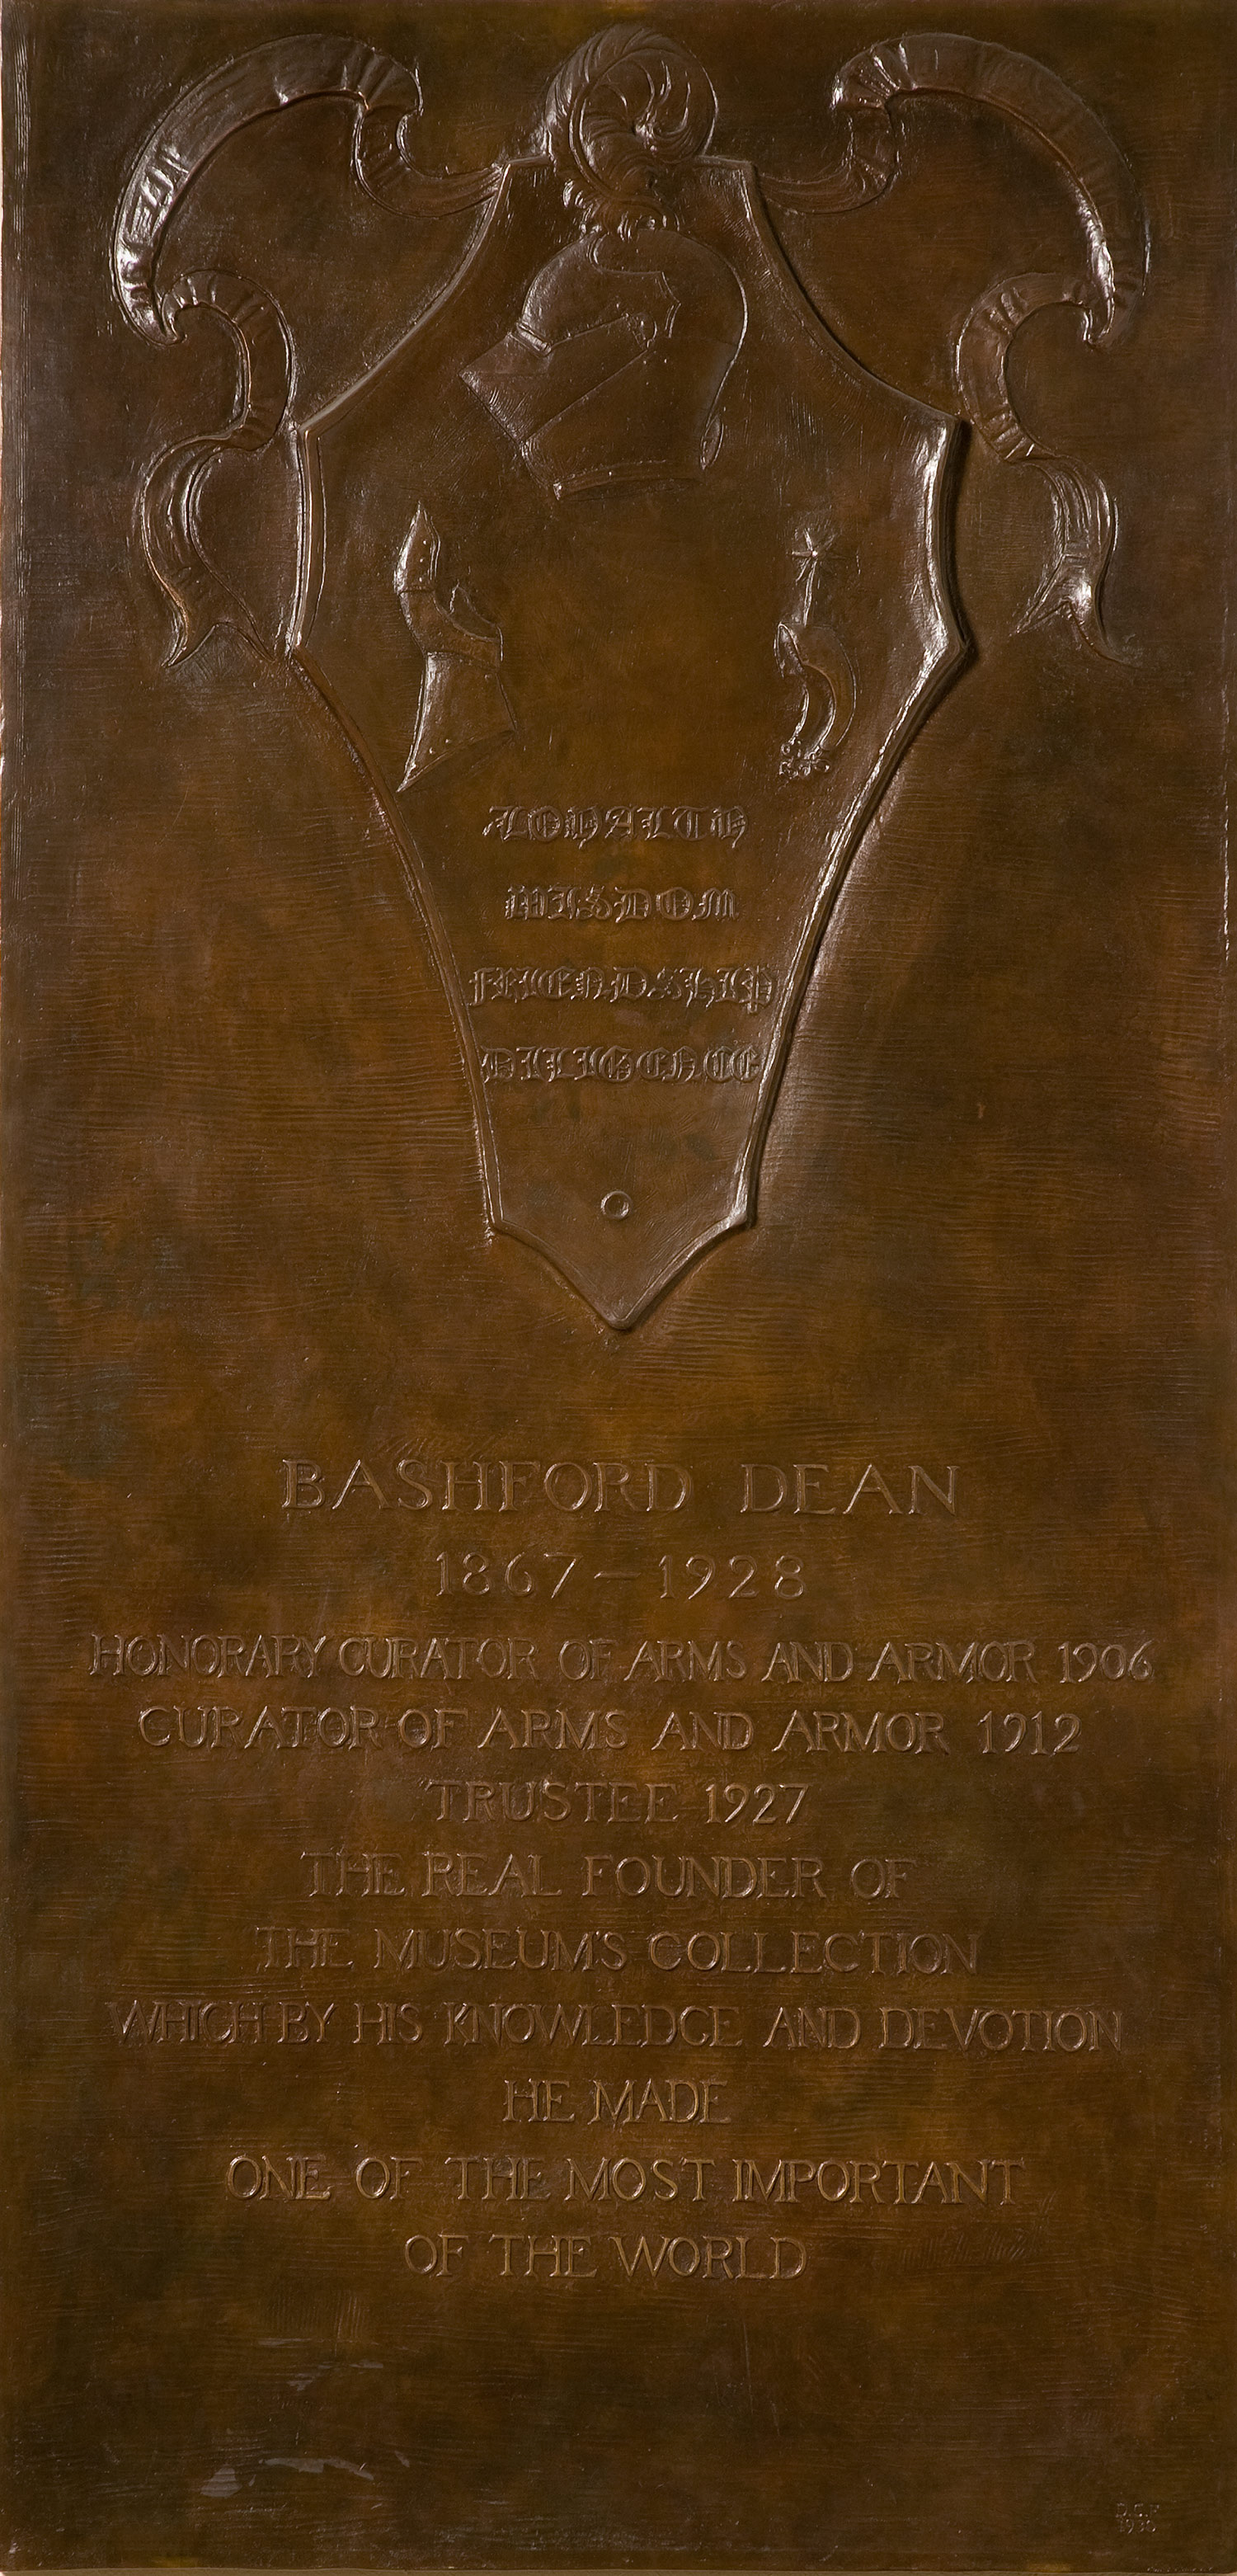 LOYALTY
WISDOM
FRIENDSHIP
DILIGENCE
BASHFORD DEAN
1867 – 1928
HONORARY CURATOR OF ARMS AND ARMOR 1906
CURATOR OF ARMS AND ARMOR 1912
TRUSTEE 1927
THE REAL FOUNDER OF
THE MUSEUM'S COLLECTION
WHICH BY HIS KNOWLEDGE AND DEVOTION
HE MADE
ONE OF THE MOST IMPORTANT
OF THE WORLD
1930